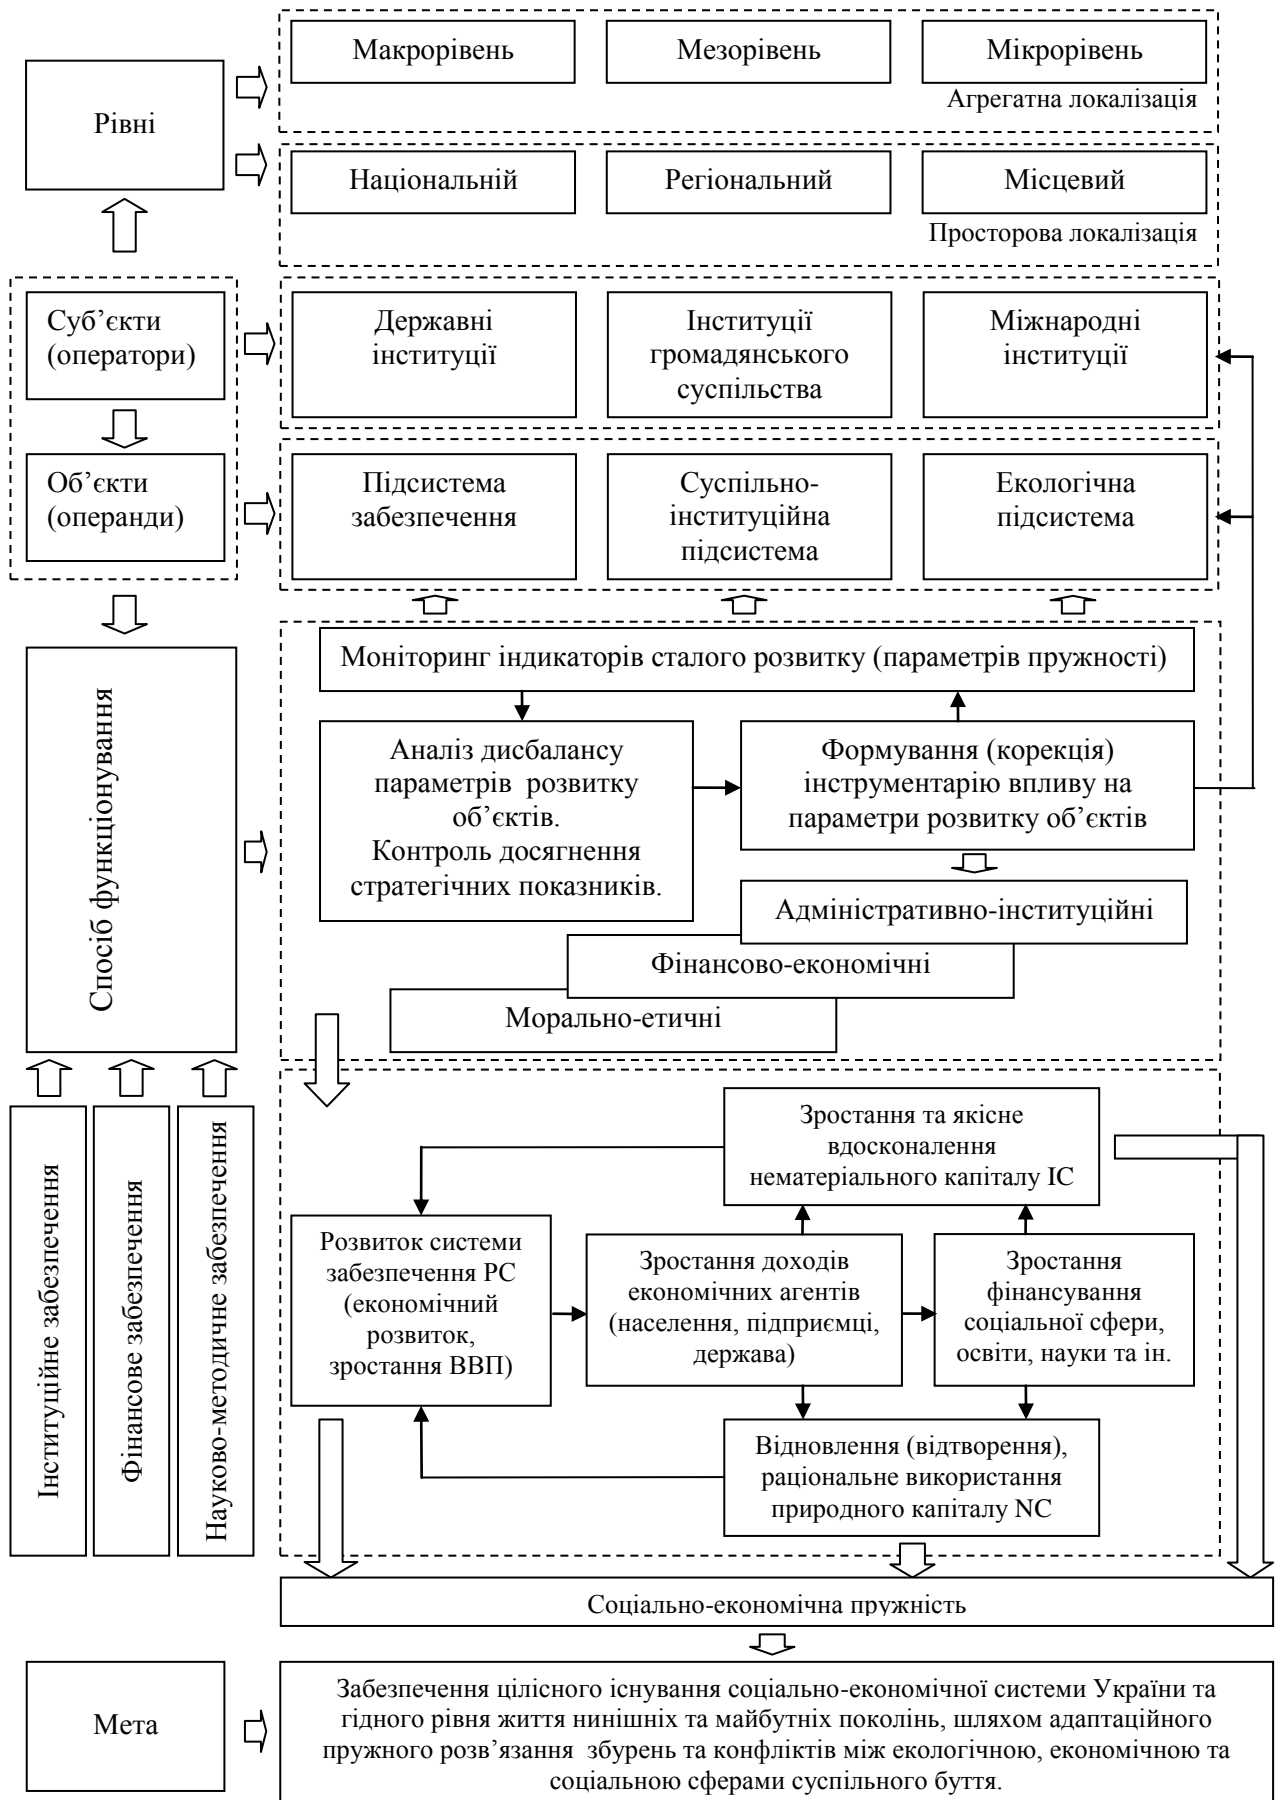 Рівні
Макрорівень
Мезорівень
Мікрорівень
Агрегатна локалізація
Національній
Регіональний
Місцевий
Просторова локалізація
Суб’єкти
(оператори)
Державні
інституції
Інституції
громадянського
суспільства
Міжнародні
інституції
Об’єкти
(операнди)
Підсистема
забезпечення
Суспільно-
інституційна
підсистема
Екологічна
підсистема
Спосіб функціонування
Моніторинг індикаторів сталого розвитку (параметрів пружності)
Аналіз дисбалансу
параметрів розвитку
об’єктів.
Контроль досягнення
стратегічних показників.
Формування (корекція)
інструментарію впливу на
параметри розвитку об’єктів
Адміністративно-інституційні
Фінансово-економічні
Морально-етичні
Інституційне забезпечення
Фінансове забезпечення
Науково-методичне забезпечення
Зростання та якісне
вдосконалення
нематеріального капіталу ІС
Розвиток системи
забезпечення РС
(економічний
розвиток,
зростання ВВП)
Зростання доходів
економічних агентів
(населення, підприємці,
держава)
Зростання
фінансування
соціальної сфери,
освіти, науки та ін.
Відновлення (відтворення),
раціональне використання
природного капіталу NC
Соціально-економічна пружність
Мета
Забезпечення цілісного існування соціально-економічної системи України та
гідного рівня життя нинішніх та майбутніх поколінь, шляхом адаптаційного
пружного розв’язання збурень та конфліктів між екологічною, економічною та
соціальною сферами суспільного буття.